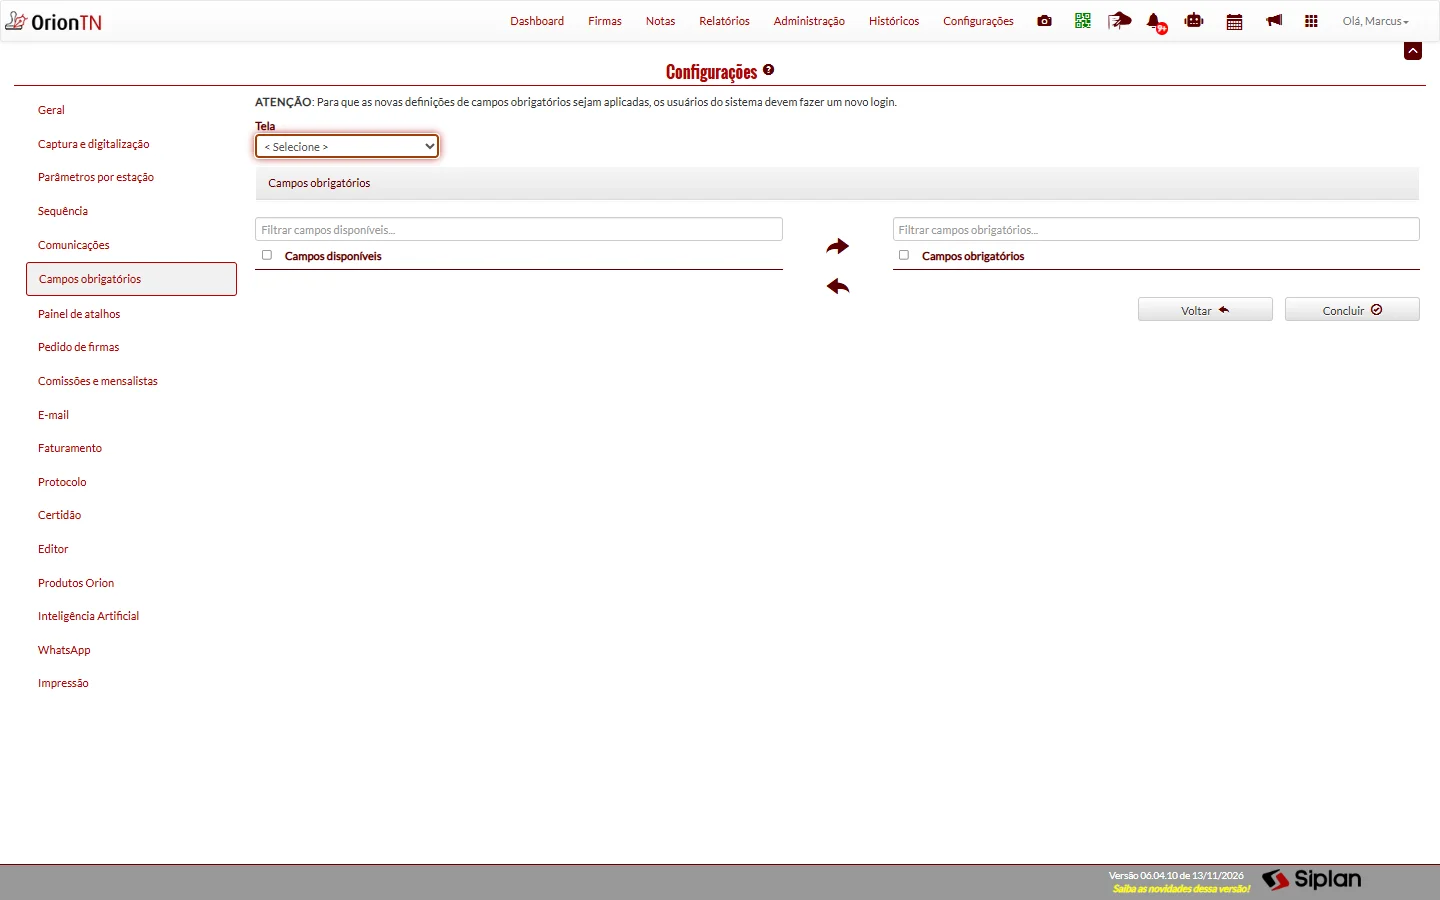 OrionTN
Dashboard
Firmas
Notas
Relatórios
Administração
Históricos
Configurações
9+
Olá, Marcus
Configurações
Geral
Captura e digitalização
Parâmetros por estação
Sequência
Comunicações
Campos obrigatórios
Painel de atalhos
Pedido de firmas
Comissões e mensalistas
E-mail
Faturamento
Protocolo
Certidão
Editor
Produtos Orion
Inteligência Artificial
WhatsApp
Impressão
ATENÇÃO: Para que as novas definições de campos obrigatórios sejam aplicadas, os usuários do sistema devem fazer um novo login.
Tela
< Selecione >
Campos obrigatórios
Filtrar campos disponíveis...
Campos disponíveis
Filtrar campos obrigatórios...
Campos obrigatórios
Voltar
Concluir
Versão 06.04.10 de 13/11/2026
Saiba as novidades dessa versão!
Siplan